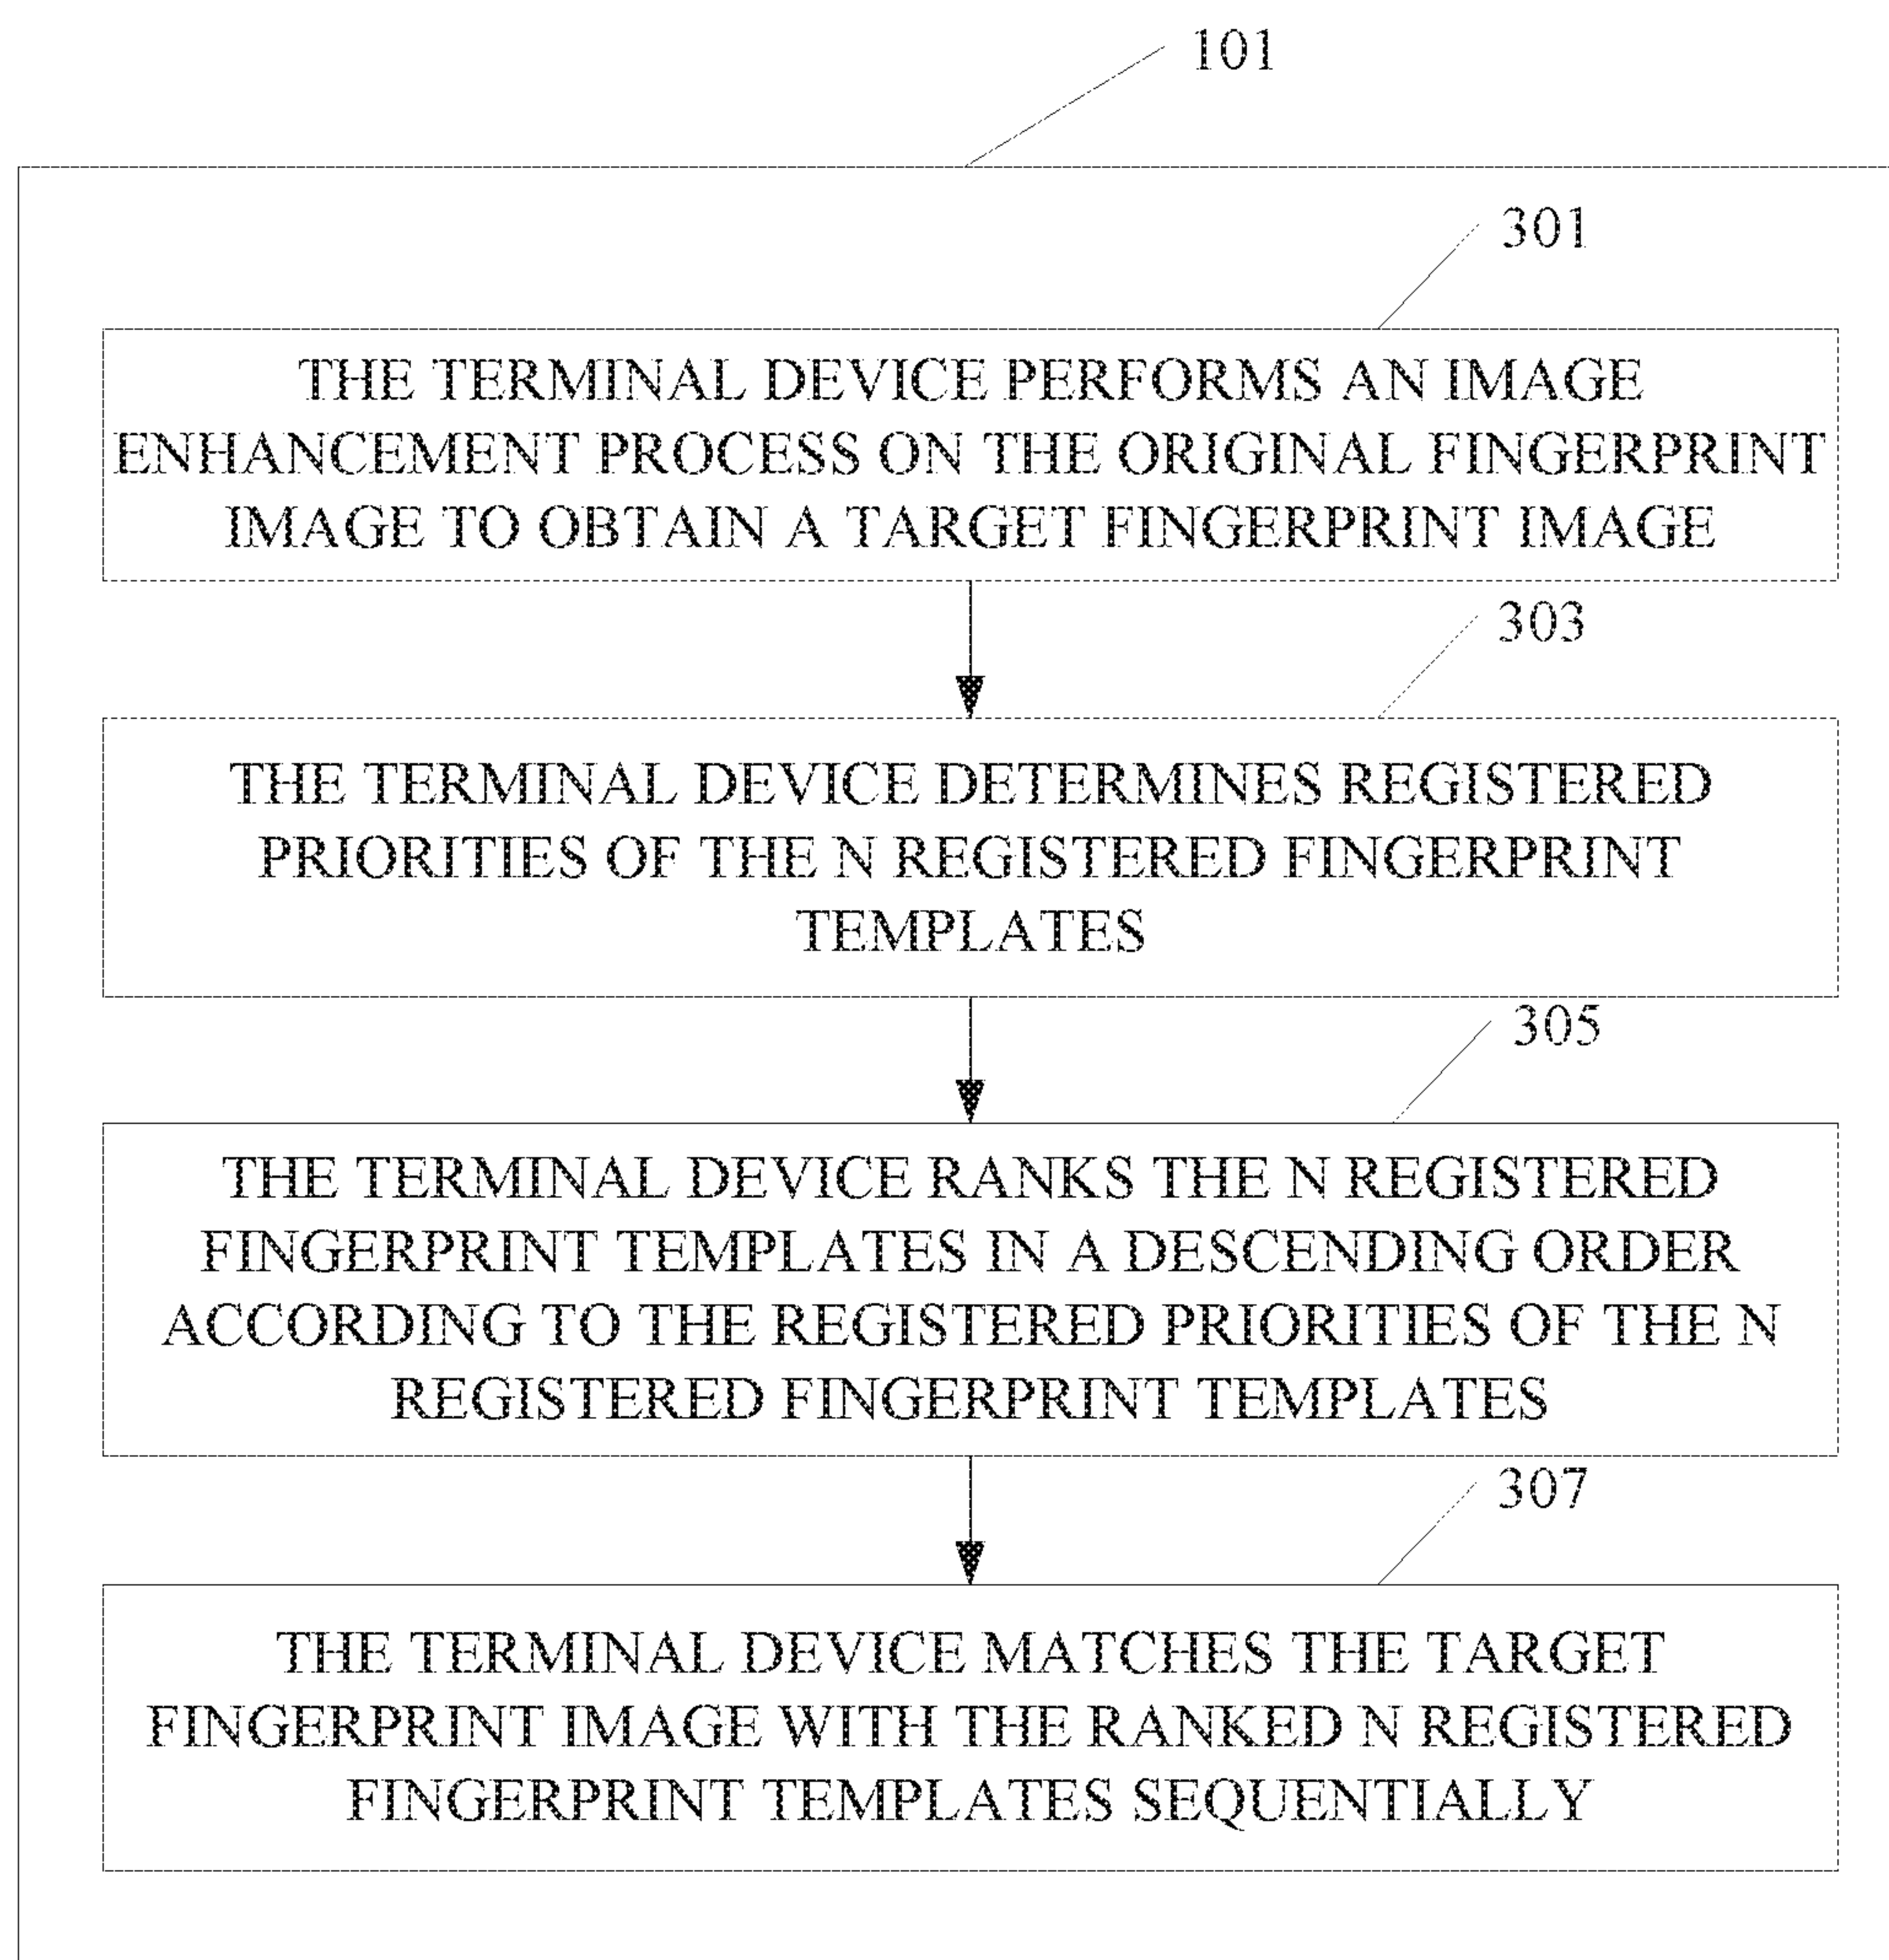 101
301
THE TERMINAL DEVICE PERFORMS AN IMAGE
ENHANCEMENT PROCESS ON THE ORIGINAL FINGERPRINT
IMAGE TO OBTAIN A TARGET FINGERPRINT IMAGE
303
THE TERMINAL DEVICE DETERMINES REGISTERED
PRIORITIES OF THE N REGISTERED FINGERPRINT
TEMPLATES
305
THE TERMINAL DEVICE RANKS THE N REGISTERED
FINGERPRINT TEMPLATES IN A DESCENDING ORDER
ACCORDING TO THE REGISTERED PRIORITIES OF THE N
REGISTERED FINGERPRINT TEMPLATES
307
THE TERMINAL DEVICE MATCHES THE TARGET
FINGERPRINT IMAGE WITH THE RANKED N REGISTERED
FINGERPRINT TEMPLATES SEQUENTIALLY